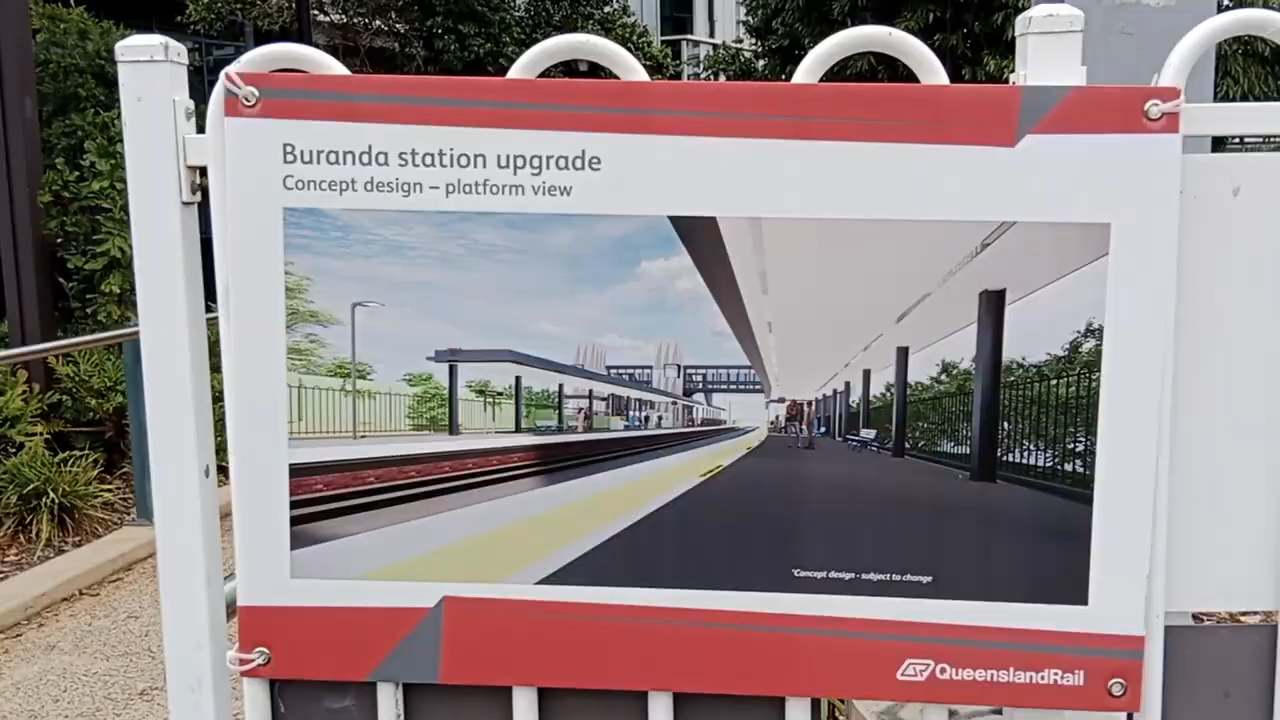 Buranda station upgrade
Concept design – platform view
*Concept design - subject to change
QueenslandRail